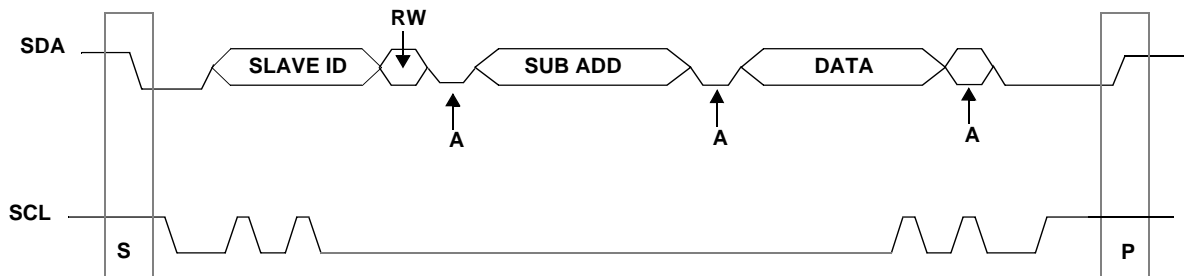 RW
SDA
SLAVE ID
SUB ADD
DATA
A
A
A
SCL
S
P